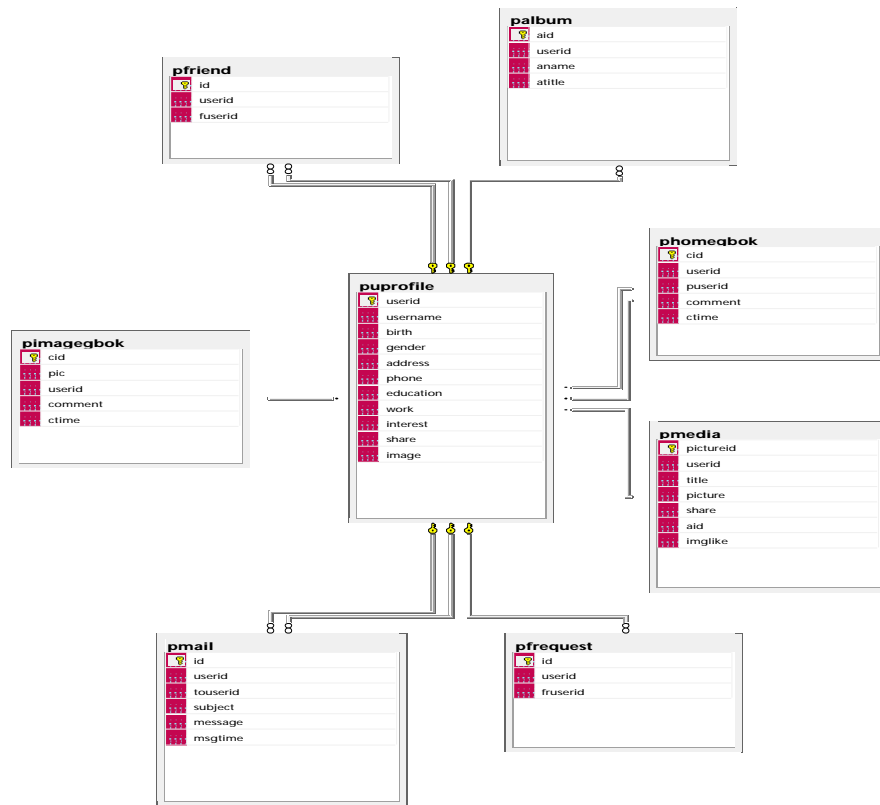 palbum
aid
userid
aname
atitle
pfriend
id
userid
fuserid
phomegbok
cid
userid
puserid
comment
ctime
puprofile
userid
username
birth
gender
address
phone
education
work
interest
share
image
pimagegbok
cid
pic
userid
comment
ctime
pmedia
pictureid
userid
title
picture
share
aid
imglike
pmail
id
userid
touserid
subject
message
msgtime
pfrequest
id
userid
fruserid